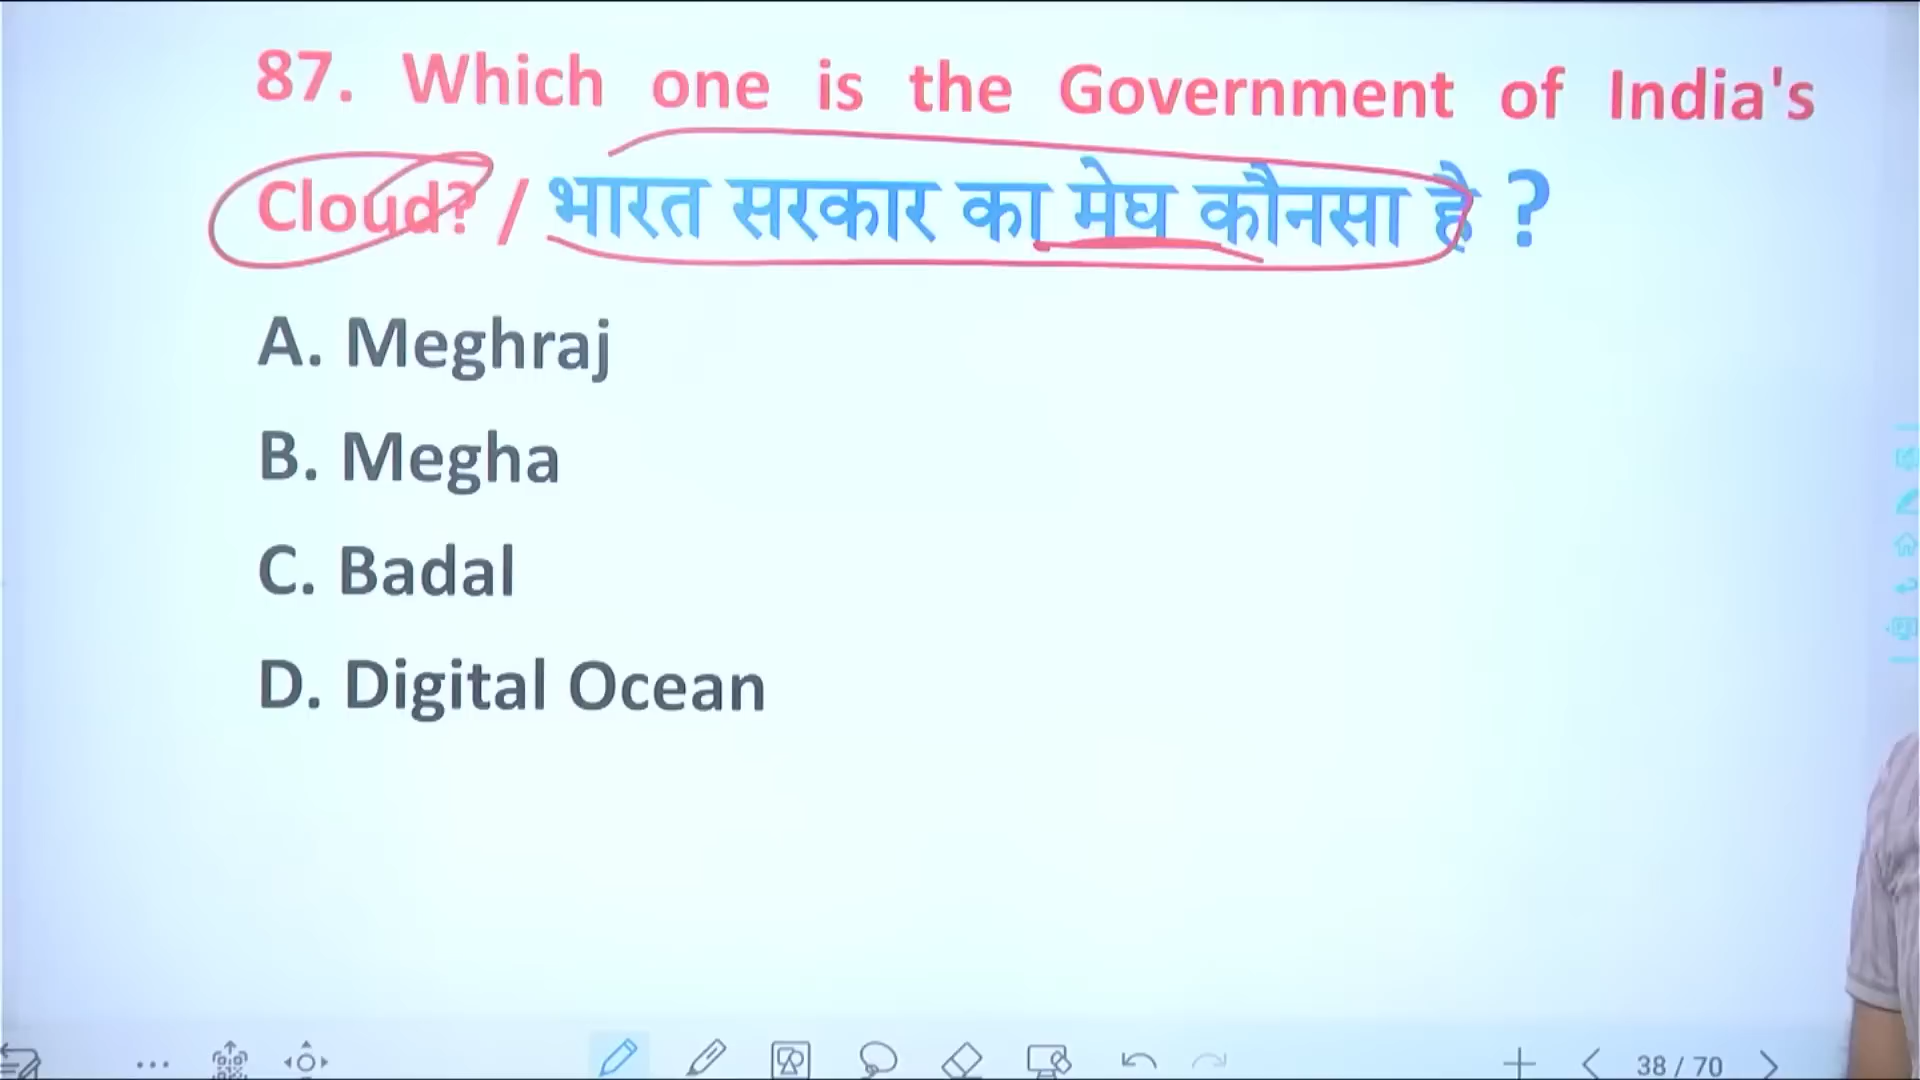 87. Which one is the Government of India's
Cloud? / भारत सरकार का मेघ कौनसा है ?
A. Meghraj
B. Megha
C. Badal
D. Digital Ocean
38 / 70